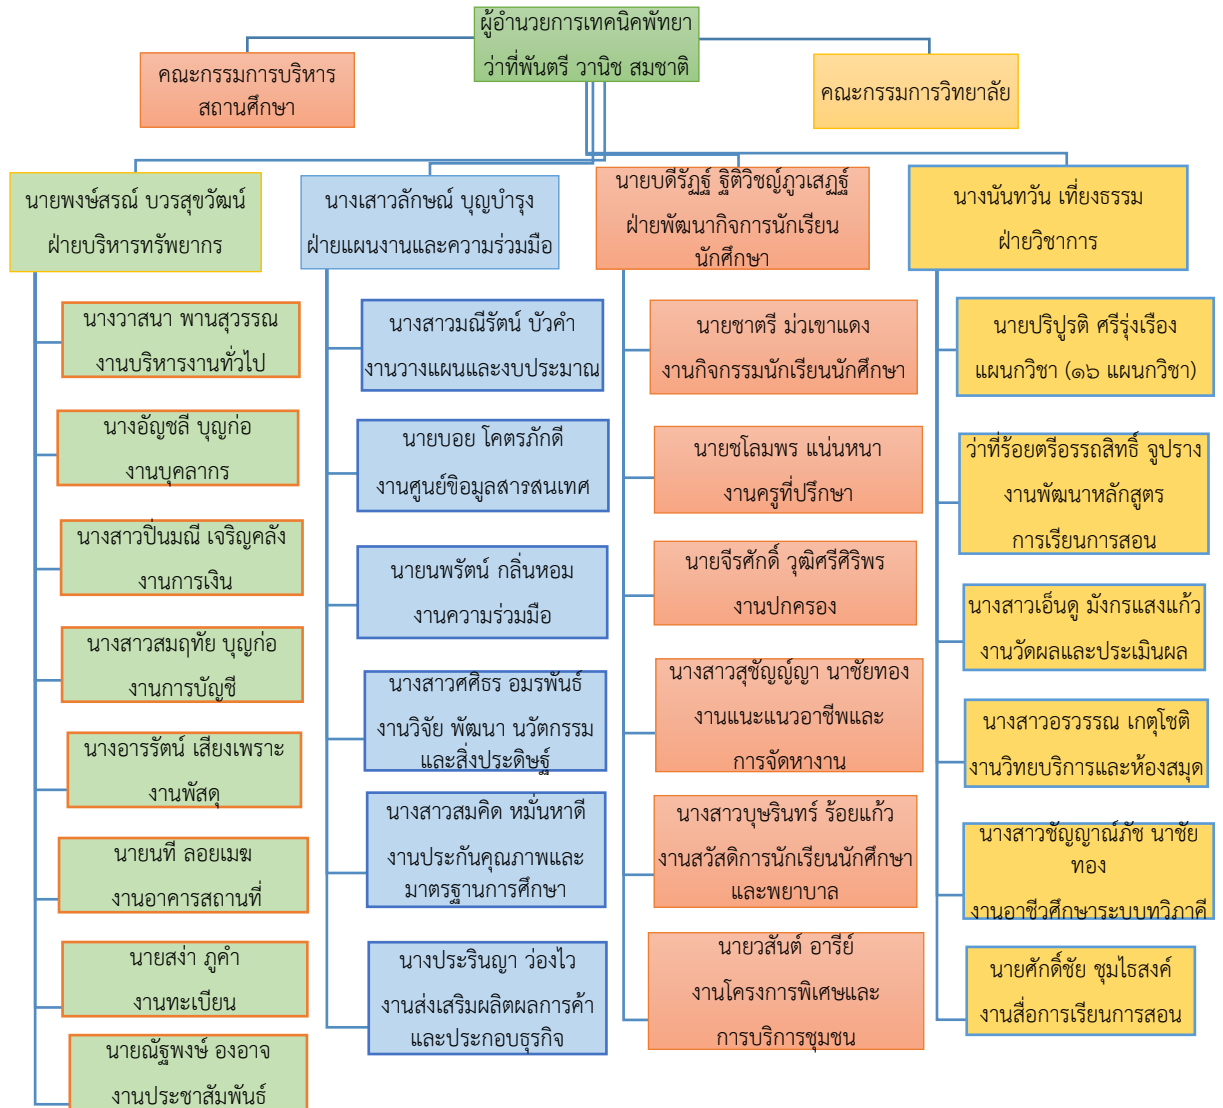 ผู้อำนวยการเทคนิคพัทยา
ว่าที่พันตรี วานิช สมชาติ
คณะกรรมการบริหาร
สถานศึกษา
คณะกรรมการวิทยาลัย
นายพงษ์สรณ์ บวรสุขวัฒน์
ฝ่ายบริหารทรัพยากร
นางวาสนา พานสุวรรณ
งานบริหารงานทั่วไป
นางอัญชลี บุญก่อ
งานบุคลากร
นางสาวปิ่นมณี เจริญคลัง
งานการเงิน
นางสาวสมฤทัย บุญก่อ
งานการบัญชี
นางอารรัตน์ เสียงเพราะ
งานพัสดุ
นายนที ลอยเมฆ
งานอาคารสถานที่
นายสง่า ภูคำ
งานทะเบียน
นายณัฐพงษ์ องอาจ
งานประชาสัมพันธ์
นางเสาวลักษณ์ บุญบำรุง
ฝ่ายแผนงานและความร่วมมือ
นางสาวมณีรัตน์ บัวคำ
งานวางแผนและงบประมาณ
นายบอย โคตรภักดี
งานศูนย์ขิอมูลสารสนเทศ
นายนพรัตน์ กลิ่นหอม
งานความร่วมมือ
นางสาวศศิธร อมรพันธ์
งานวิจัย พัฒนา นวัตกรรม
และสิ่งประดิษฐ์
นางสาวสมคิด หมั่นหาดี
งานประกันคุณภาพและ
มาตรฐานการศึกษา
นางประรินญา ว่องไว
งานส่งเสริมผลิตผลการค้า
และประกอบธุรกิจ
นายบดีรัฏฐ์ ฐิติวิชญ์ภูวเสฏฐ์
ฝ่ายพัฒนากิจการนักเรียน
นักศึกษา
นายชาตรี ม่วเขาแดง
งานกิจกรรมนักเรียนนักศึกษา
นายชโลมพร แน่นหนา
งานครูที่ปรึกษา
นายจีรศักดิ์ วุฒิศรีศิริพร
งานปกครอง
นางสาวสุชัญญ์ญา นาชัยทอง
งานแนะแนวอาชีพและ
การจัดหางาน
นางสาวบุษรินทร์ ร้อยแก้ว
งานสวัสดิการนักเรียนนักศึกษา
และพยาบาล
นายวสันต์ อารีย์
งานโครงการพิเศษและ
การบริการชุมชน
นางนันทวัน เที่ยงธรรม
ฝ่ายวิชาการ
นายปริปูรติ ศรีรุ่งเรือง
แผนกวิชา (๑๖ แผนกวิชา)
ว่าที่ร้อยตรีอรรถสิทธิ์ จูปราง
งานพัฒนาหลักสูตร
การเรียนการสอน
นางสาวเอ็นดู มังกรแสงแก้ว
งานวัดผลและประเมินผล
นางสาวอรวรรณ เกตุโชติ
งานวิทยบริการและห้องสมุด
นางสาวชัญญาณ์ภัช นาชัย
ทอง
งานอาชีวศึกษาระบบทวิภาคี
นายศักดิ์ชัย ชุมไธสงค์
งานสื่อการเรียนการสอน